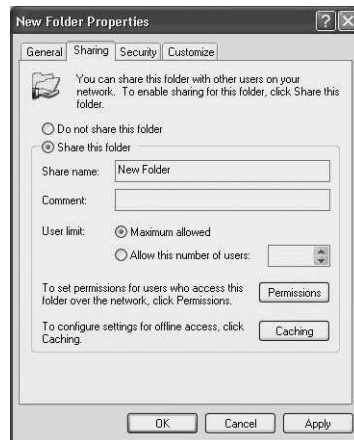 New Folder Properties
General Sharing Security Customize
You can share this folder with other users on your
network. To enable sharing for this folder, click Share this
folder.
Do not share this folder
Share this folder
Share name: New Folder
Comment:
User limit: Maximum allowed
Allow this number of users:
To set permissions for users who access this
folder over the network, click Permissions.
Permissions
To configure settings for offline access, click
Caching.
Caching
OK Cancel Apply